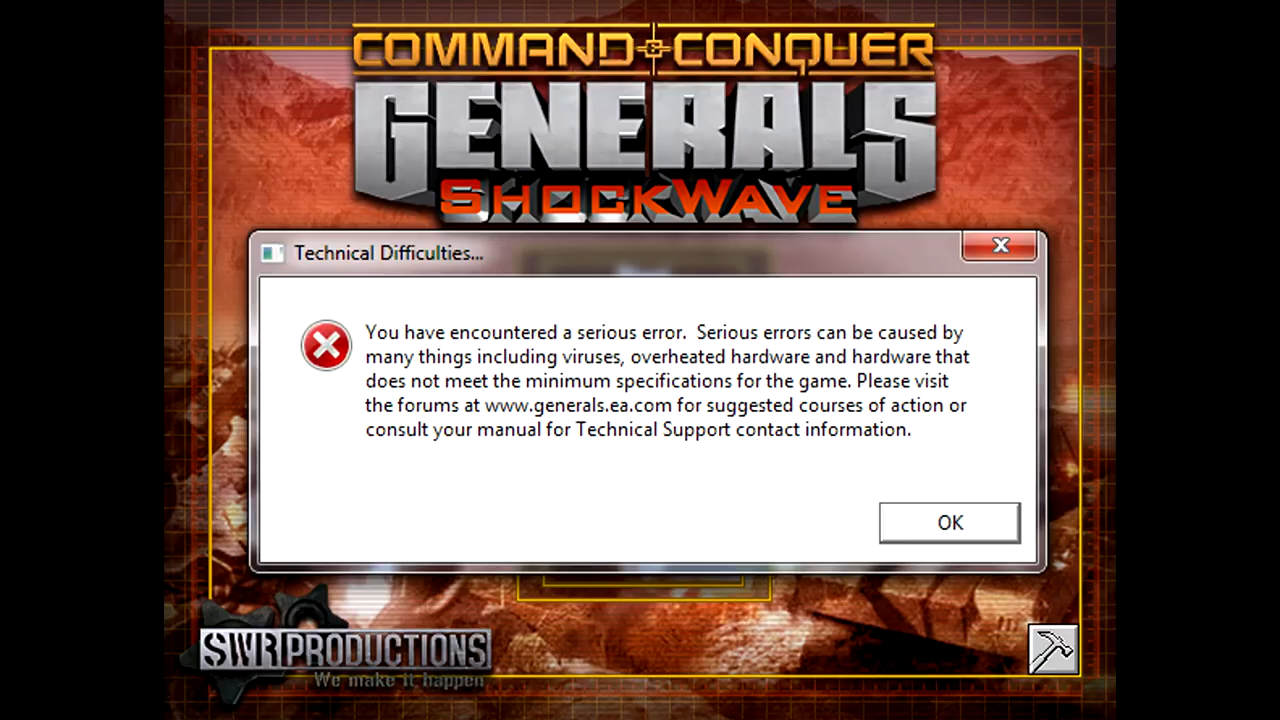 COMMAND & CONQUER
GENERALS
SHOCKWAVE
Technical Difficulties...
You have encountered a serious error.  Serious errors can be caused by
many things including viruses, overheated hardware and hardware that
does not meet the minimum specifications for the game. Please visit
the forums at www.generals.ea.com for suggested courses of action or
consult your manual for Technical Support contact information.
OK
SWR PRODUCTIONS
We make it happen